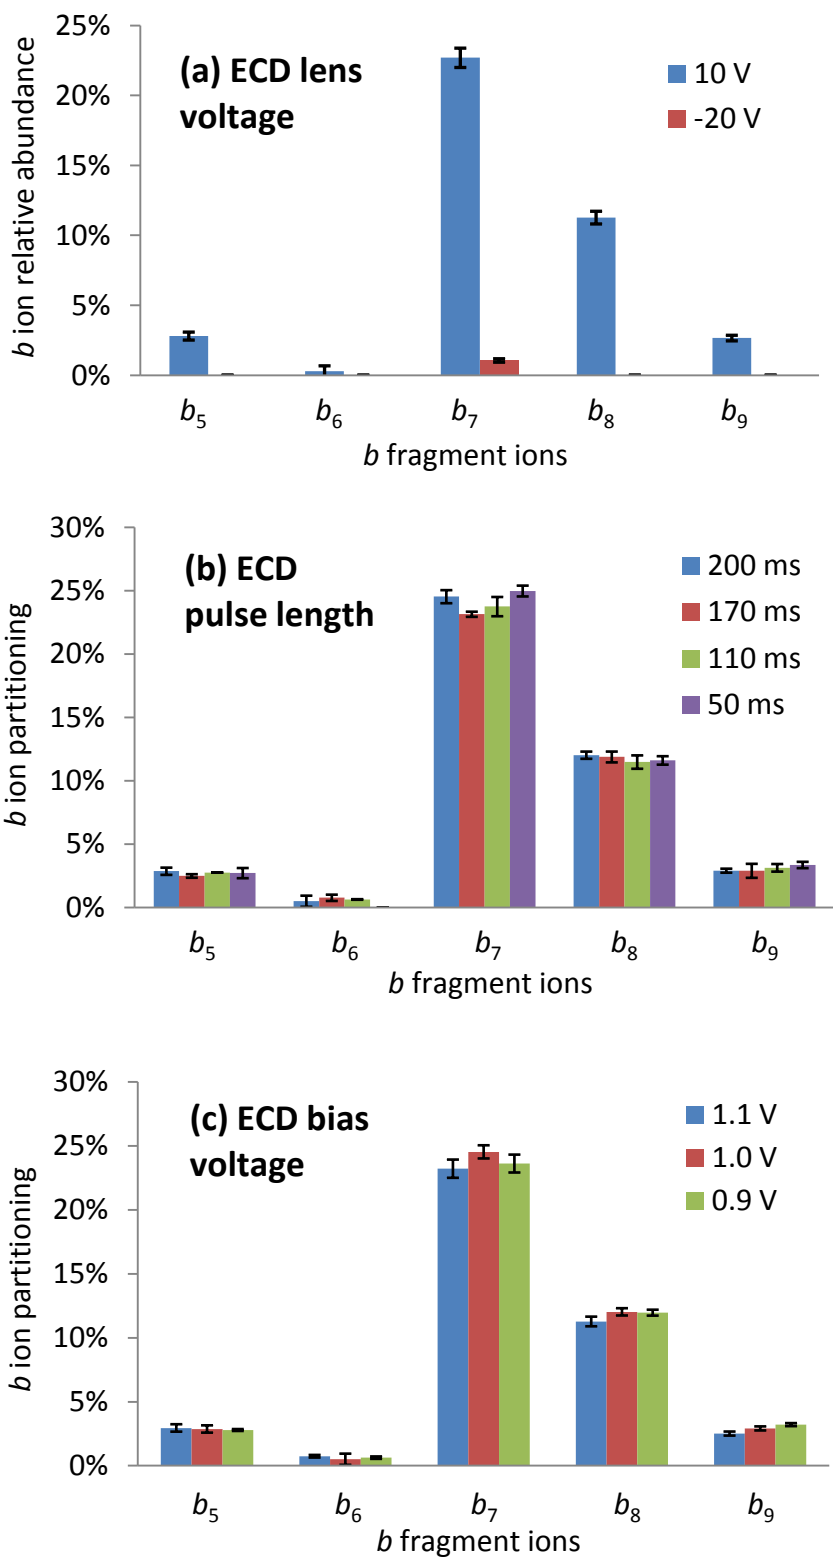 (a) ECD lens
voltage
10 V
-20 V
b ion relative abundance
25%
20%
15%
10%
5%
0%
b₅ b₆ b₇ b₈ b₉
b fragment ions
(b) ECD
pulse length
200 ms
170 ms
110 ms
50 ms
b ion partitioning
30%
25%
20%
15%
10%
5%
0%
b₅ b₆ b₇ b₈ b₉
b fragment ions
(c) ECD bias
voltage
1.1 V
1.0 V
0.9 V
b ion partitioning
30%
25%
20%
15%
10%
5%
0%
b₅ b₆ b₇ b₈ b₉
b fragment ions